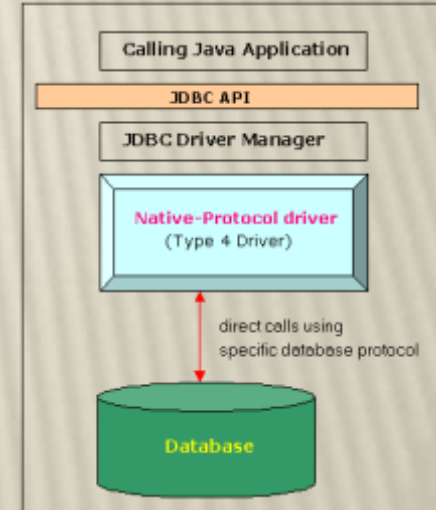 Calling Java Application
JDBC API
JDBC Driver Manager
Native-Protocol driver
(Type 4 Driver)
direct calls using
specific database protocol
Database